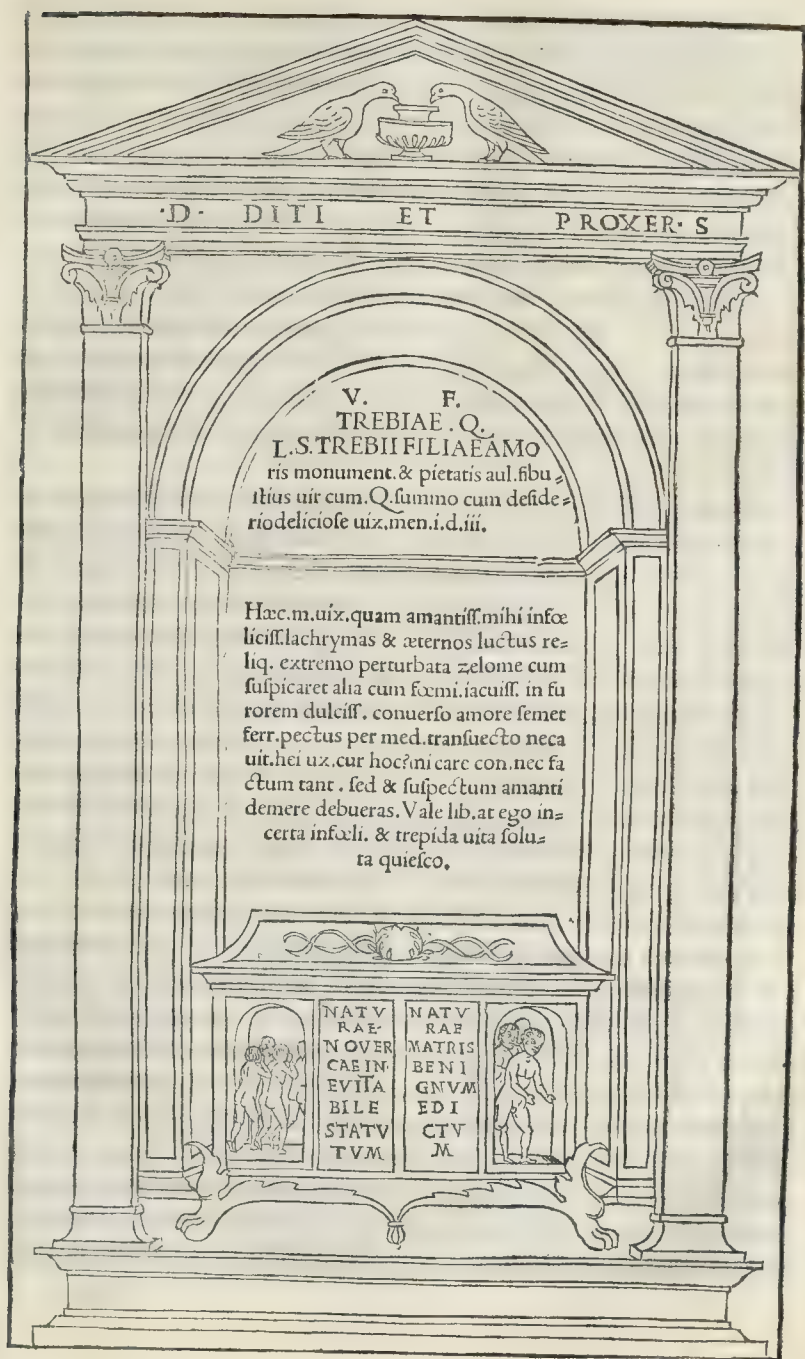 ·D· DITI ET PROXER· S
V. F.
TREBIAE . Q.
L.S.TREBII FILIAE AMO
ris monument. & pietatis aul.fibu⸗
ſtius uir cum.Q.ſummo cum deſide⸗
rio delicioſe uix.men.i.d.iii.
Hæc.m.uix.quam amantiſſ.mihi infœ
liciſſ.lachrymas & æternos luctus re⸗
liq. extremo perturbata zelo me cum
ſuſpicaret alia cum fœmi.iacuiſſ. in fu
rorem dulciſſ. conuerſo amore ſemet
ferr.pectus per med.tranſuecto neca
uit.hei ux.cur hoc?ni care con.nec fa
ctum tant . ſed & ſuſpectum amanti
demere debueras.Vale lib.at ego in⸗
certa infœli. & trepida uita ſolu⸗
ta quieſco.
NATV
RAE·
NOVER
CAE IN·
EVITA
BILE
STATV
TVM
NATV
RAE
MATRIS
BENI
GNVM
EDI
CTV
M